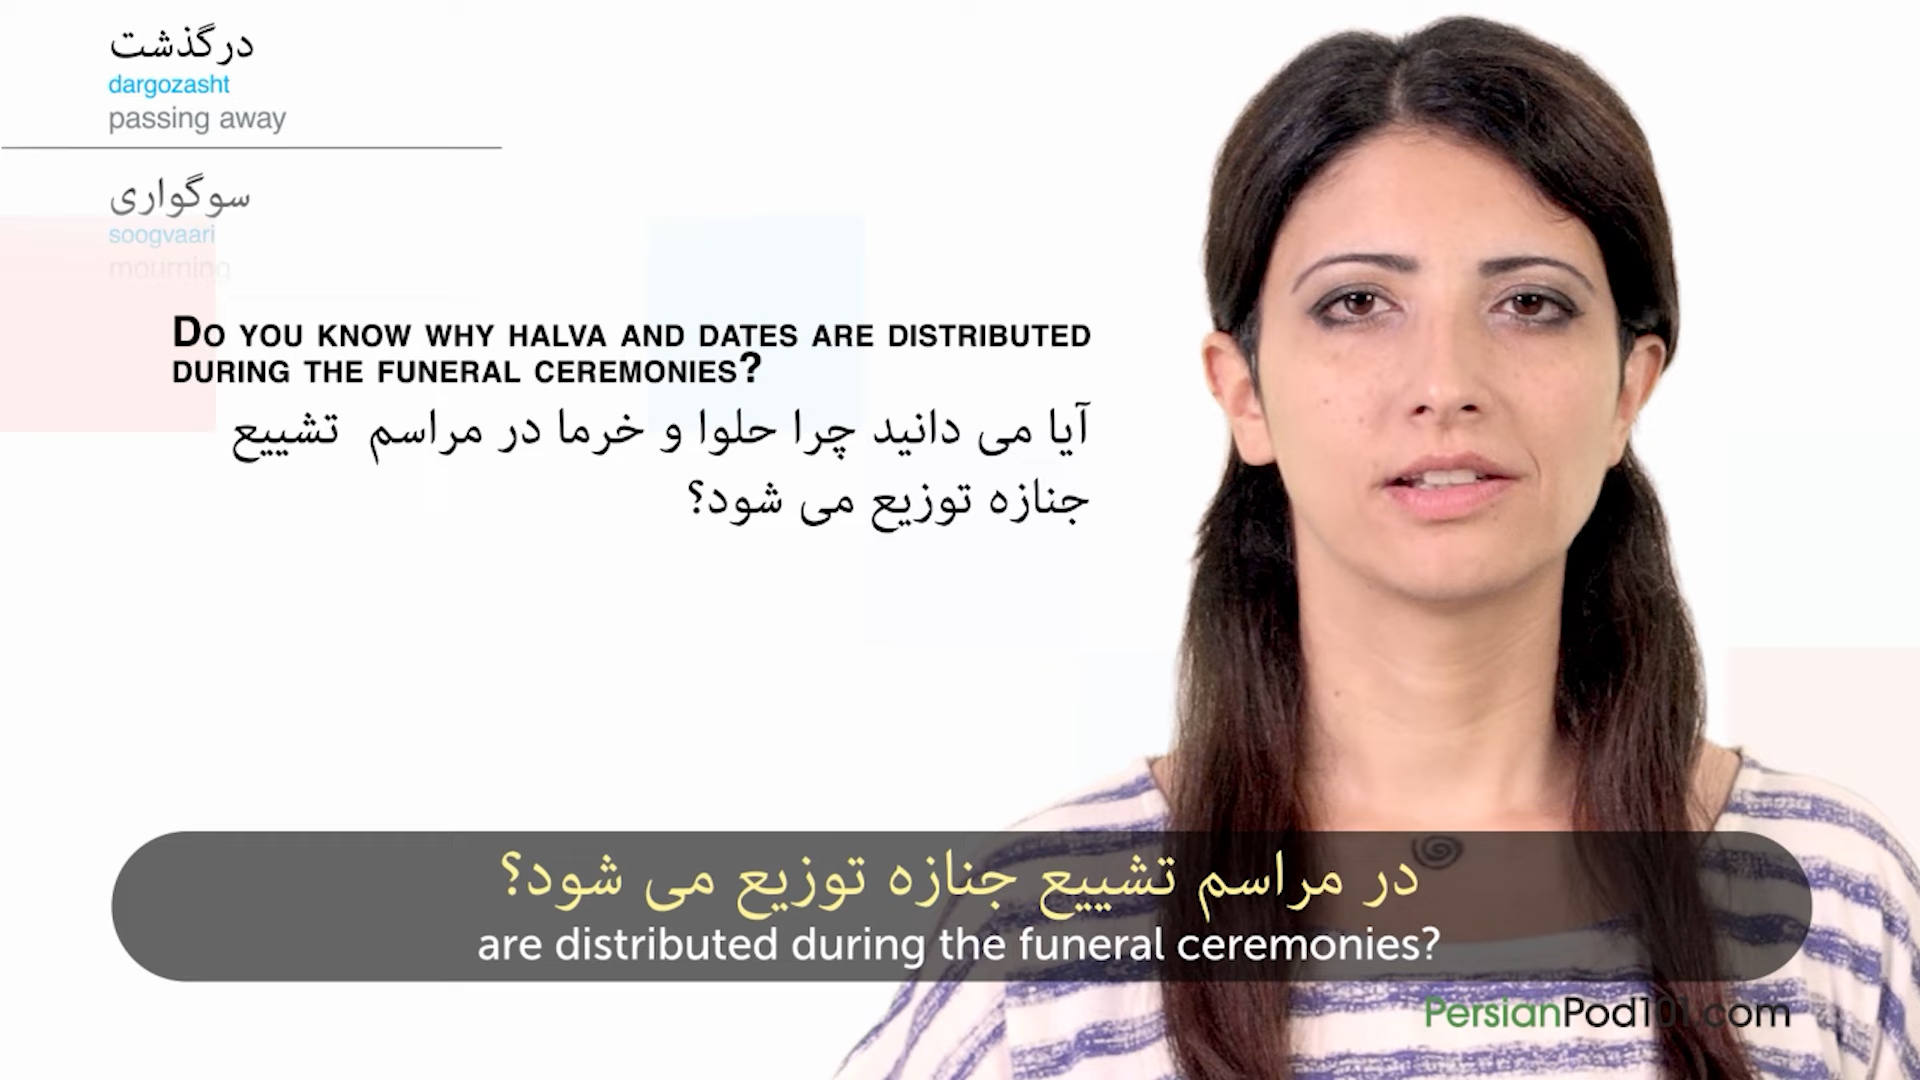 درگذشت
dargozasht
passing away
سوگواری
soogvaari
mourning
DO YOU KNOW WHY HALVA AND DATES ARE DISTRIBUTED
DURING THE FUNERAL CEREMONIES?
آیا می دانید چرا حلوا و خرما در مراسم تشییع
جنازه توزیع می شود؟
در مراسم تشییع جنازه توزیع می شود؟
are distributed during the funeral ceremonies?
PersianPod101.com